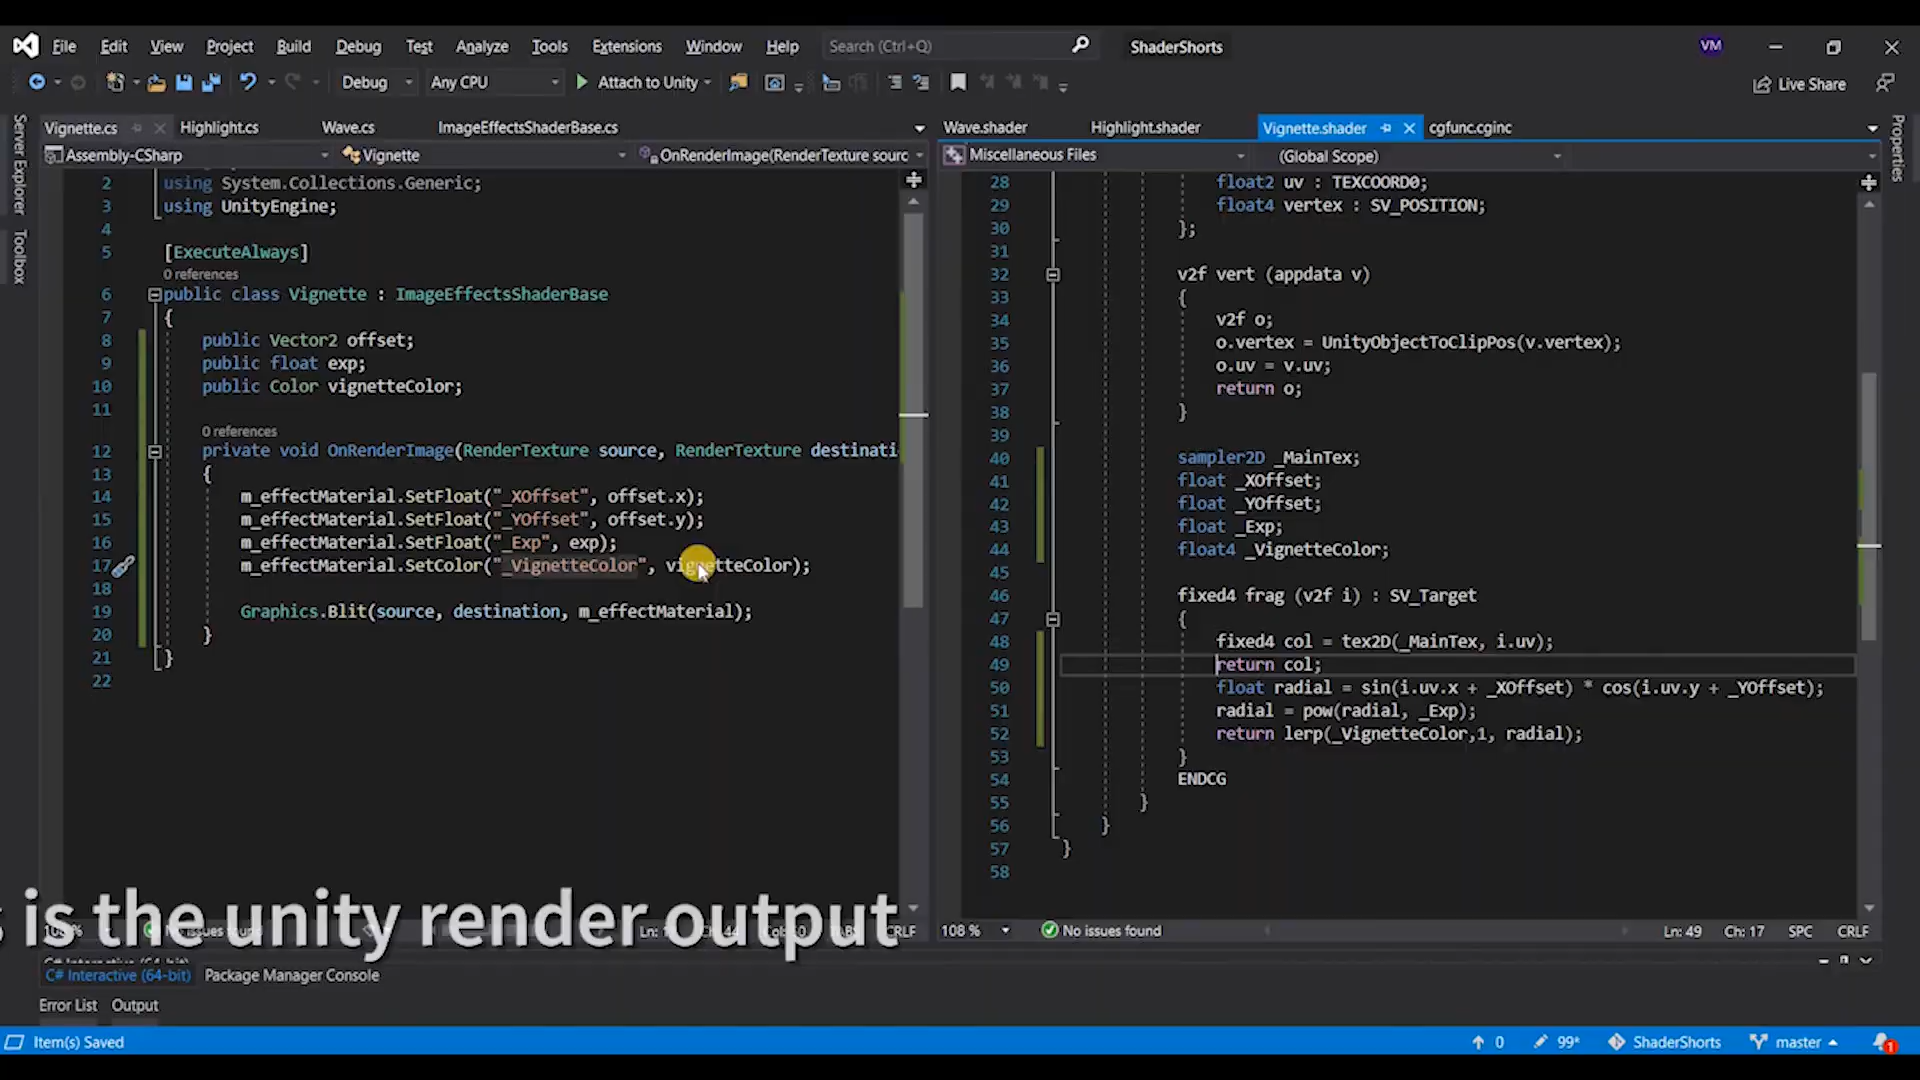 File Edit View Project Build Debug Test Analyze Tools Extensions Window Help Search (Ctrl+Q) ShaderShorts VM
Debug Any CPU Attach to Unity Live Share
Server Explorer
Toolbox
Vignette.cs Highlight.cs Wave.cs ImageEffectsShaderBase.cs
Assembly-CSharp Vignette OnRenderImage(RenderTexture sourc
2 using System.Collections.Generic;
3 using UnityEngine;
4
5 [ExecuteAlways]
0 references
6 public class Vignette : ImageEffectsShaderBase
7 {
8 public Vector2 offset;
9 public float exp;
10 public Color vignetteColor;
11
0 references
12 private void OnRenderImage(RenderTexture source, RenderTexture destinati
13 {
14 m_effectMaterial.SetFloat("_XOffset", offset.x);
15 m_effectMaterial.SetFloat("_YOffset", offset.y);
16 m_effectMaterial.SetFloat("_Exp", exp);
17 m_effectMaterial.SetColor("_VignetteColor", vignetteColor);
18
19 Graphics.Blit(source, destination, m_effectMaterial);
20 }
21 }
22
Wave.shader Highlight.shader Vignette.shader cgfunc.cginc
Miscellaneous Files (Global Scope)
Properties
28 float2 uv : TEXCOORD0;
29 float4 vertex : SV_POSITION;
30 };
31
32 v2f vert (appdata v)
33 {
34 v2f o;
35 o.vertex = UnityObjectToClipPos(v.vertex);
36 o.uv = v.uv;
37 return o;
38 }
39
40 sampler2D _MainTex;
41 float _XOffset;
42 float _YOffset;
43 float _Exp;
44 float4 _VignetteColor;
45
46 fixed4 frag (v2f i) : SV_Target
47 {
48 fixed4 col = tex2D(_MainTex, i.uv);
49 return col;
50 float radial = sin(i.uv.x + _XOffset) * cos(i.uv.y + _YOffset);
51 radial = pow(radial, _Exp);
52 return lerp(_VignetteColor,1, radial);
53 }
54 ENDCG
55 }
56 }
57 }
58
is the unity render output
No issues found CRLF
108 % No issues found Ln: 49 Ch: 17 SPC CRLF
C# Interactive (64-bit) Package Manager Console
Error List Output
Item(s) Saved 0 99* ShaderShorts master 1